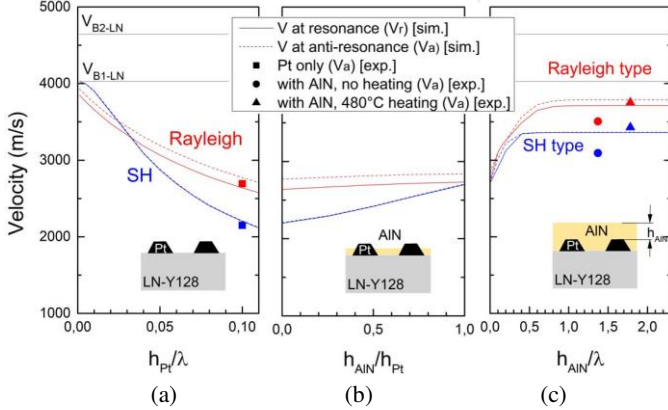 V_B2-LN
V_B1-LN
V at resonance (Vr) [sim.]
V at anti-resonance (Va) [sim.]
Pt only (Va) [exp.]
with AlN, no heating (Va) [exp.]
with AlN, 480°C heating (Va) [exp.]
Rayleigh
SH
Rayleigh type
SH type
Velocity (m/s)
5000
4000
3000
2000
1000
Pt
LN-Y128
AlN
Pt
LN-Y128
AlN
h_AlN
Pt
LN-Y128
0,00 0,05 0,10
0,0 0,5 1,0
0,0 0,5 1,0 1,5 2,0
h_Pt/λ
h_AlN/h_Pt
h_AlN/λ
(a) (b) (c)